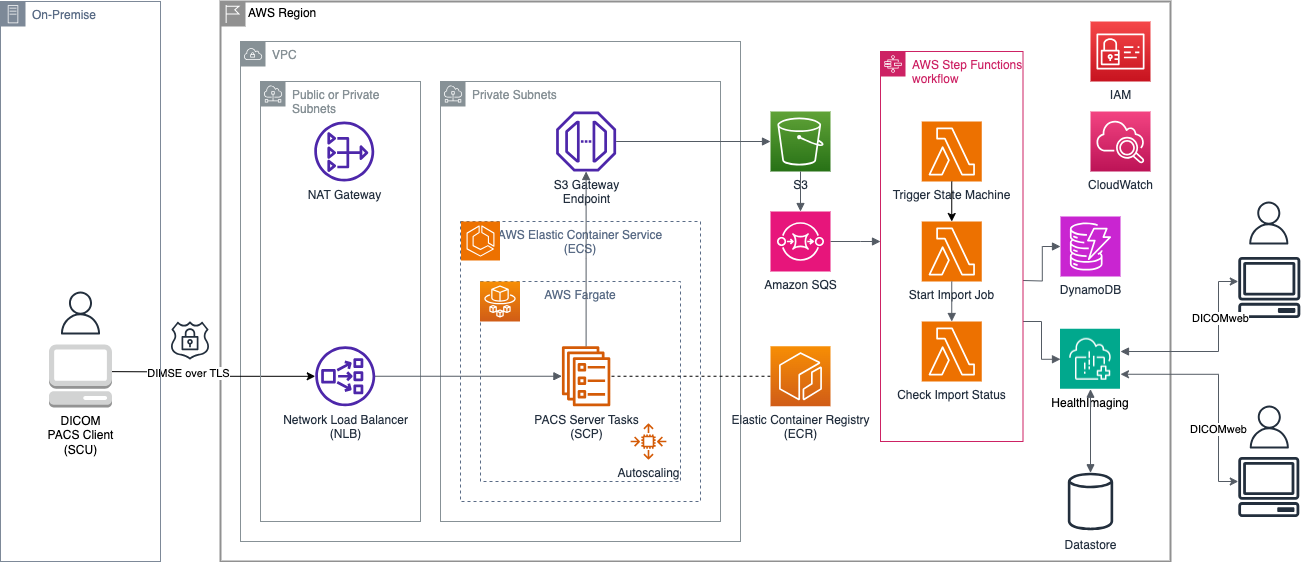 On-Premise
AWS Region
VPC
Public or Private
Subnets
Private Subnets
AWS Step Functions
workflow
IAM
NAT Gateway
S3 Gateway
Endpoint
S3
Trigger State Machine
CloudWatch
AWS Elastic Container Service
(ECS)
Amazon SQS
Start Import Job
DynamoDB
AWS Fargate
DICOMweb
DIMSE over TLS
DICOM
PACS Client
(SCU)
Network Load Balancer
(NLB)
PACS Server Tasks
(SCP)
Elastic Container Registry
(ECR)
Check Import Status
HealthImaging
DICOMweb
Autoscaling
Datastore